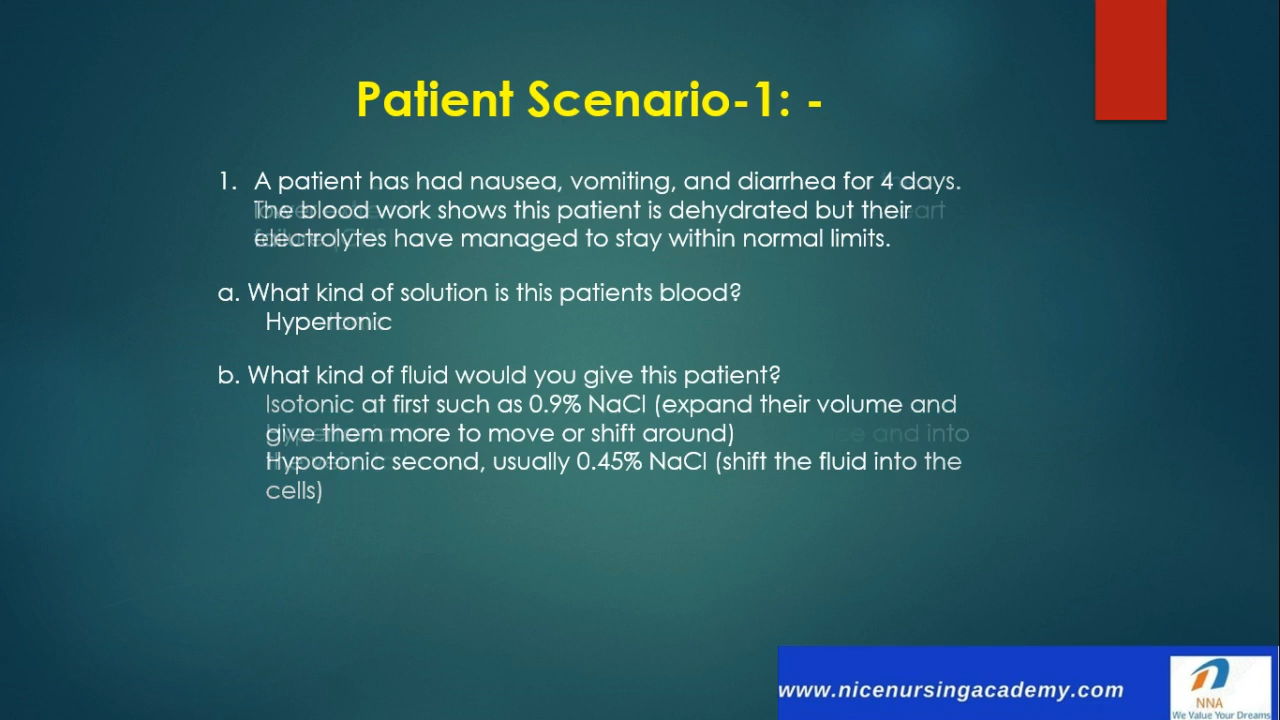 Patient Scenario-1: -
1. A patient has had nausea, vomiting, and diarrhea for 4 days.
The blood work shows this patient is dehydrated but their
electrolytes have managed to stay within normal limits.
a. What kind of solution is this patients blood?
Hypertonic
b. What kind of fluid would you give this patient?
Isotonic at first such as 0.9% NaCl (expand their volume and
give them more to move or shift around)
Hypotonic second, usually 0.45% NaCl (shift the fluid into the
cells)
www.nicenursingacademy.com
NNA
We Value Your Dreams